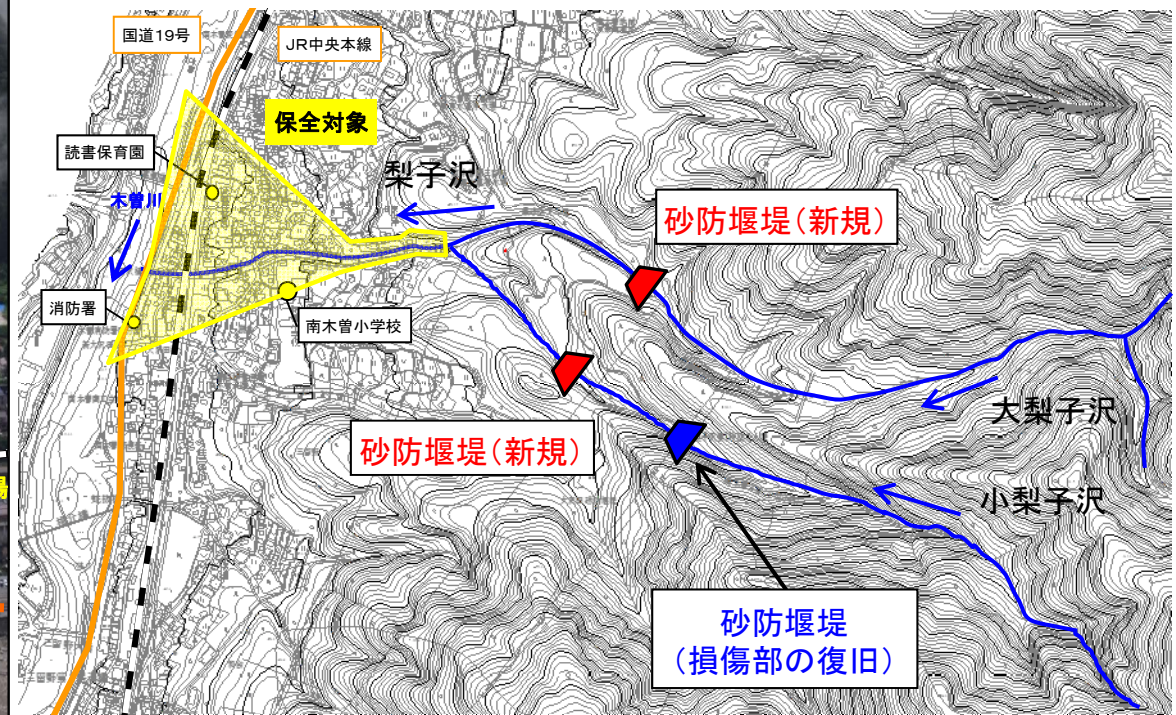 国道19号
JR中央本線
保全対象
読書保育園
梨子沢
木曽川
砂防堰堤(新規)
消防署
南木曽小学校
大梨子沢
砂防堰堤(新規)
小梨子沢
砂防堰堤
(損傷部の復旧)